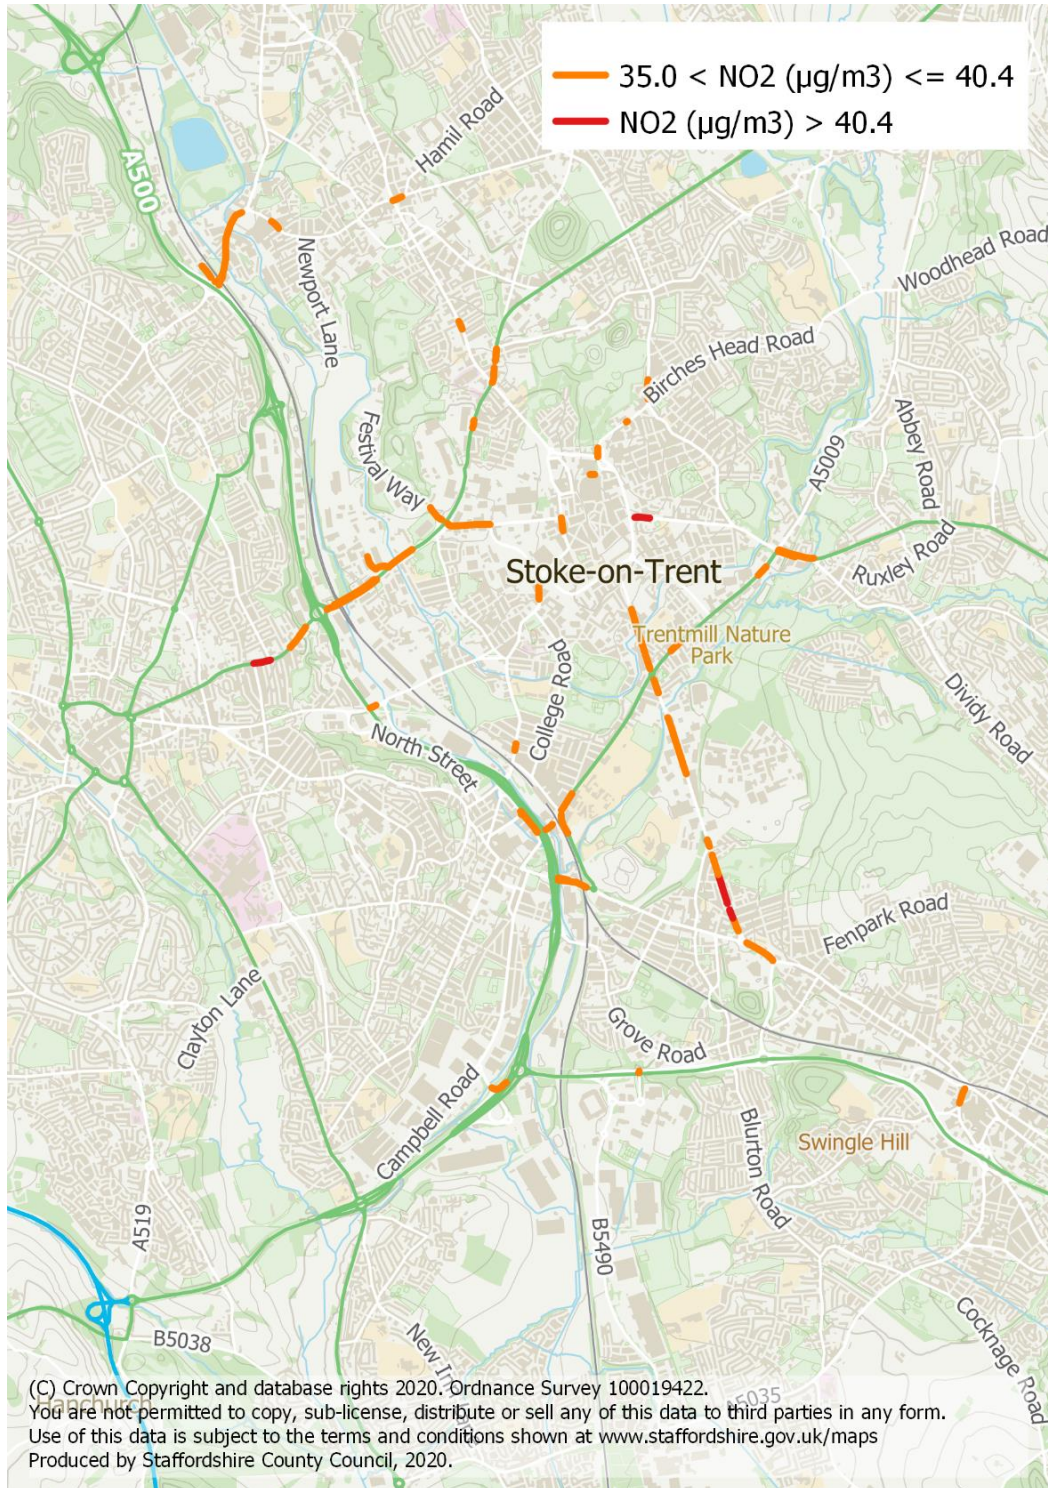 35.0 < NO2 (µg/m3) <= 40.4
NO2 (µg/m3) > 40.4
Hamil Road
A500
Newport Lane
Woodhead Road
Birches Head Road
Festival Way
Abbey Road
A5009
Ruxley Road
Stoke-on-Trent
Trentmill Nature
Park
College Road
Dividy Road
North Street
Fenpark Road
Clayton Lane
Grove Road
Campbell Road
Blurton Road
Swingle Hill
A519
B5490
B5038
Cocknage Road
(C) Crown Copyright and database rights 2020. Ordnance Survey 100019422.
Hanchurch
You are not permitted to copy, sub-license, distribute or sell any of this data to third parties in any form.
Use of this data is subject to the terms and conditions shown at www.staffordshire.gov.uk/maps
Produced by Staffordshire County Council, 2020.